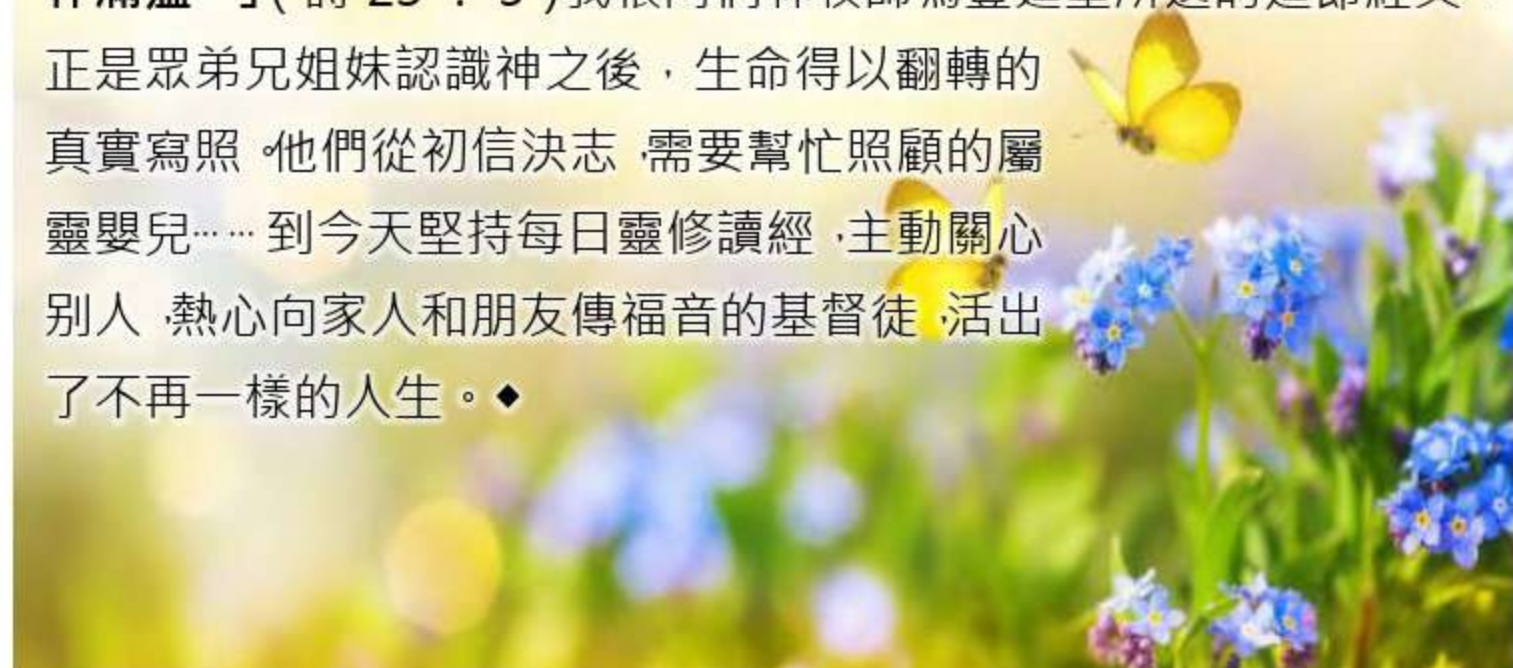 正是眾弟兄姐妹認識神之後，生命得以翻轉的
真實寫照。他們從初信決志，需要幫忙照顧的屬
靈嬰兒……到今天堅持每日靈修讀經，主動關心
別人，熱心向家人和朋友傳福音的基督徒，活出
了不再一樣的人生。◆